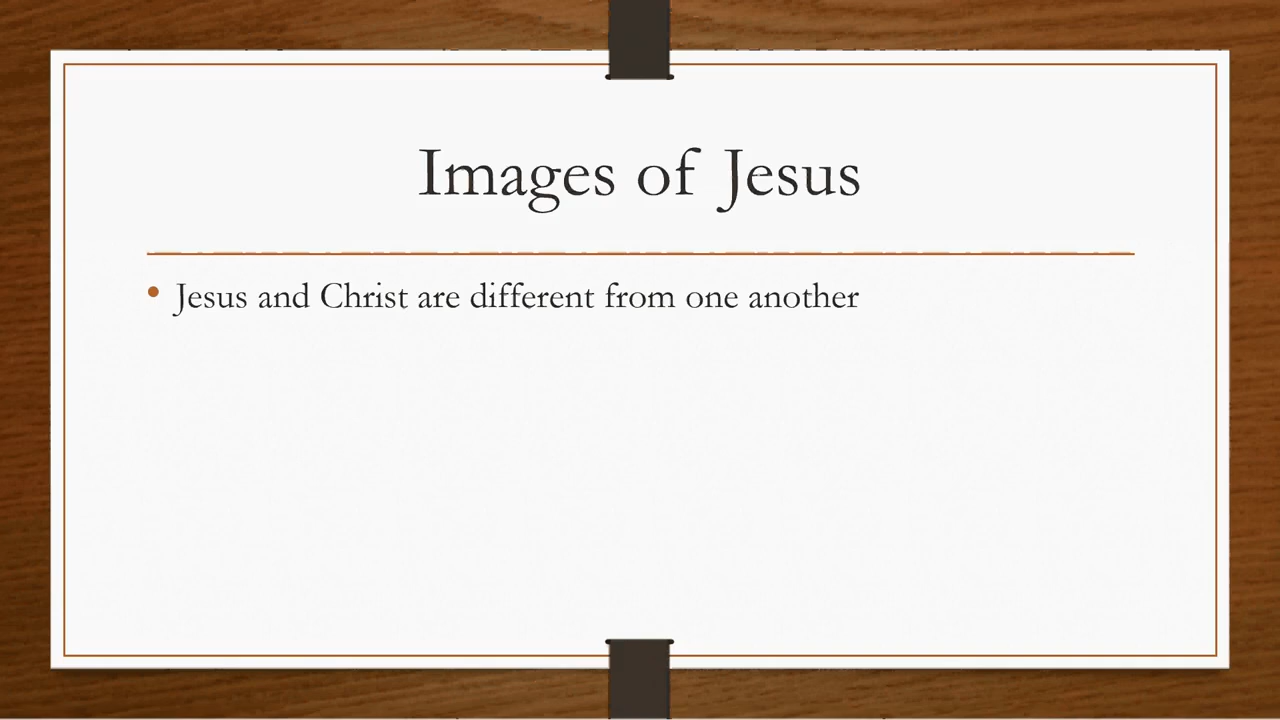 Images of Jesus
• Jesus and Christ are different from one another